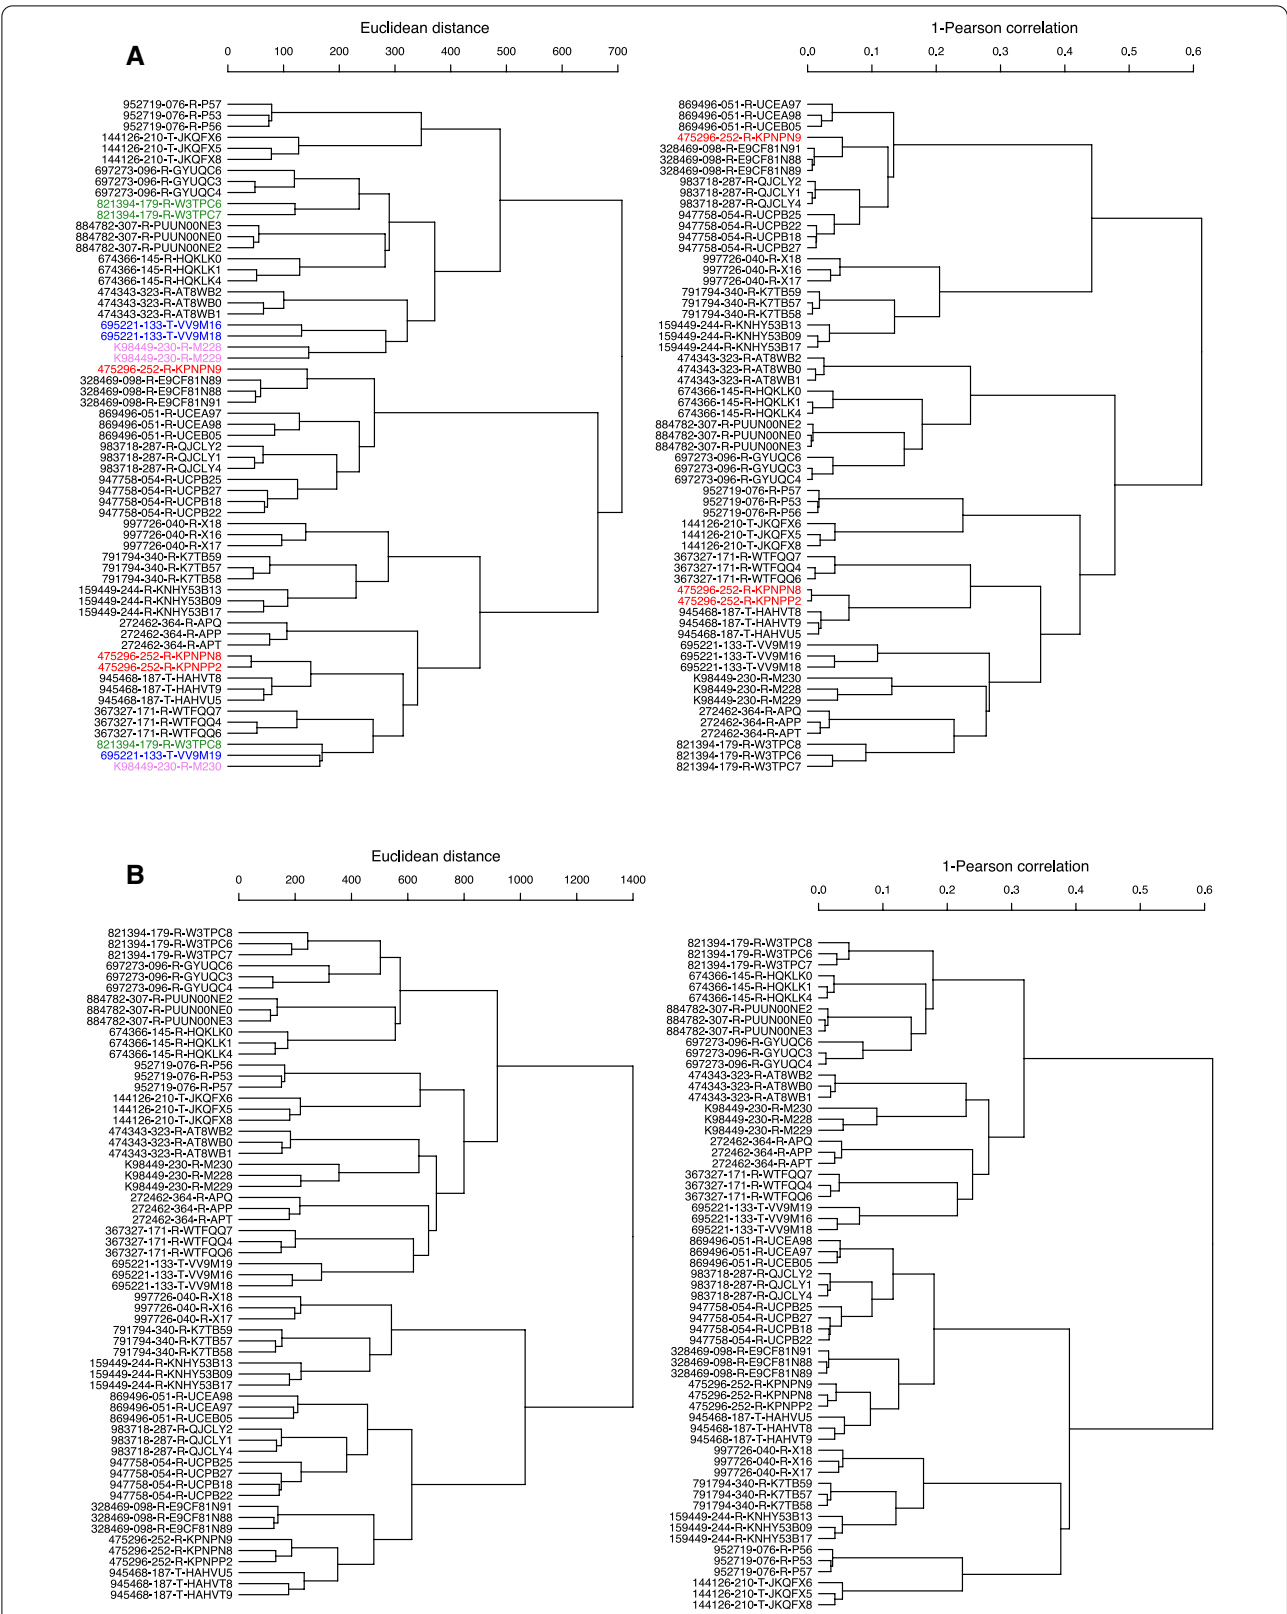 Euclidean distance
A
0 100 200 300 400 500 600 700
952719-076-R-P57
952719-076-R-P53
952719-076-R-P56
144126-210-T-JKQFX6
144126-210-T-JKQFX5
144126-210-T-JKQFX8
697273-096-R-GYUQC6
697273-096-R-GYUQC3
697273-096-R-GYUQC4
821394-179-R-W3TPC6
821394-179-R-W3TPC7
884782-307-R-PUUN00NE3
884782-307-R-PUUN00NE0
884782-307-R-PUUN00NE2
674366-145-R-HQKLK0
674366-145-R-HQKLK1
674366-145-R-HQKLK4
474343-323-R-AT8WB2
474343-323-R-AT8WB0
474343-323-R-AT8WB1
695221-133-T-VV9M16
695221-133-T-VV9M18
K98449-230-R-M228
K98449-230-R-M229
475296-252-R-KPNPN9
328469-098-R-E9CF81N89
328469-098-R-E9CF81N88
328469-098-R-E9CF81N91
869496-051-R-UCEA97
869496-051-R-UCEA98
869496-051-R-UCEB05
983718-287-R-QJCLY2
983718-287-R-QJCLY1
983718-287-R-QJCLY4
947758-054-R-UCPB25
947758-054-R-UCPB27
947758-054-R-UCPB18
947758-054-R-UCPB22
997726-040-R-X18
997726-040-R-X16
997726-040-R-X17
791794-340-R-K7TB59
791794-340-R-K7TB57
791794-340-R-K7TB58
159449-244-R-KNHY53B13
159449-244-R-KNHY53B09
159449-244-R-KNHY53B17
272462-364-R-APQ
272462-364-R-APP
272462-364-R-APT
475296-252-R-KPNPN8
475296-252-R-KPNPP2
945468-187-T-HAHVT8
945468-187-T-HAHVT9
945468-187-T-HAHVU5
367327-171-R-WTFQQ7
367327-171-R-WTFQQ4
367327-171-R-WTFQQ6
821394-179-R-W3TPC8
695221-133-T-VV9M19
K98449-230-R-M230
1-Pearson correlation
0.0 0.1 0.2 0.3 0.4 0.5 0.6
869496-051-R-UCEA97
869496-051-R-UCEA98
869496-051-R-UCEB05
475296-252-R-KPNPN9
328469-098-R-E9CF81N91
328469-098-R-E9CF81N88
328469-098-R-E9CF81N89
983718-287-R-QJCLY2
983718-287-R-QJCLY1
983718-287-R-QJCLY4
947758-054-R-UCPB25
947758-054-R-UCPB22
947758-054-R-UCPB18
947758-054-R-UCPB27
997726-040-R-X18
997726-040-R-X16
997726-040-R-X17
791794-340-R-K7TB59
791794-340-R-K7TB57
791794-340-R-K7TB58
159449-244-R-KNHY53B13
159449-244-R-KNHY53B09
159449-244-R-KNHY53B17
474343-323-R-AT8WB2
474343-323-R-AT8WB0
474343-323-R-AT8WB1
674366-145-R-HQKLK0
674366-145-R-HQKLK1
674366-145-R-HQKLK4
884782-307-R-PUUN00NE2
884782-307-R-PUUN00NE0
884782-307-R-PUUN00NE3
697273-096-R-GYUQC6
697273-096-R-GYUQC3
697273-096-R-GYUQC4
952719-076-R-P57
952719-076-R-P53
952719-076-R-P56
144126-210-T-JKQFX6
144126-210-T-JKQFX5
144126-210-T-JKQFX8
367327-171-R-WTFQQ7
367327-171-R-WTFQQ4
367327-171-R-WTFQQ6
475296-252-R-KPNPN8
475296-252-R-KPNPP2
945468-187-T-HAHVT8
945468-187-T-HAHVT9
945468-187-T-HAHVU5
695221-133-T-VV9M19
695221-133-T-VV9M16
695221-133-T-VV9M18
K98449-230-R-M230
K98449-230-R-M228
K98449-230-R-M229
272462-364-R-APQ
272462-364-R-APP
272462-364-R-APT
821394-179-R-W3TPC8
821394-179-R-W3TPC6
821394-179-R-W3TPC7
Euclidean distance
B
0 200 400 600 800 1000 1200 1400
821394-179-R-W3TPC8
821394-179-R-W3TPC6
821394-179-R-W3TPC7
697273-096-R-GYUQC6
697273-096-R-GYUQC3
697273-096-R-GYUQC4
884782-307-R-PUUN00NE2
884782-307-R-PUUN00NE0
884782-307-R-PUUN00NE3
674366-145-R-HQKLK0
674366-145-R-HQKLK1
674366-145-R-HQKLK4
952719-076-R-P56
952719-076-R-P53
952719-076-R-P57
144126-210-T-JKQFX6
144126-210-T-JKQFX5
144126-210-T-JKQFX8
474343-323-R-AT8WB2
474343-323-R-AT8WB0
474343-323-R-AT8WB1
K98449-230-R-M230
K98449-230-R-M228
K98449-230-R-M229
272462-364-R-APQ
272462-364-R-APP
272462-364-R-APT
367327-171-R-WTFQQ7
367327-171-R-WTFQQ4
367327-171-R-WTFQQ6
695221-133-T-VV9M19
695221-133-T-VV9M16
695221-133-T-VV9M18
997726-040-R-X18
997726-040-R-X16
997726-040-R-X17
791794-340-R-K7TB59
791794-340-R-K7TB57
791794-340-R-K7TB58
159449-244-R-KNHY53B13
159449-244-R-KNHY53B09
159449-244-R-KNHY53B17
869496-051-R-UCEA98
869496-051-R-UCEA97
869496-051-R-UCEB05
983718-287-R-QJCLY2
983718-287-R-QJCLY1
983718-287-R-QJCLY4
947758-054-R-UCPB25
947758-054-R-UCPB27
947758-054-R-UCPB18
947758-054-R-UCPB22
328469-098-R-E9CF81N91
328469-098-R-E9CF81N88
328469-098-R-E9CF81N89
475296-252-R-KPNPN9
475296-252-R-KPNPN8
475296-252-R-KPNPP2
945468-187-T-HAHVU5
945468-187-T-HAHVT8
945468-187-T-HAHVT9
1-Pearson correlation
0.0 0.1 0.2 0.3 0.4 0.5 0.6
821394-179-R-W3TPC8
821394-179-R-W3TPC6
821394-179-R-W3TPC7
674366-145-R-HQKLK0
674366-145-R-HQKLK1
674366-145-R-HQKLK4
884782-307-R-PUUN00NE2
884782-307-R-PUUN00NE0
884782-307-R-PUUN00NE3
697273-096-R-GYUQC6
697273-096-R-GYUQC3
697273-096-R-GYUQC4
474343-323-R-AT8WB2
474343-323-R-AT8WB0
474343-323-R-AT8WB1
K98449-230-R-M230
K98449-230-R-M228
K98449-230-R-M229
272462-364-R-APQ
272462-364-R-APP
272462-364-R-APT
367327-171-R-WTFQQ7
367327-171-R-WTFQQ4
367327-171-R-WTFQQ6
695221-133-T-VV9M19
695221-133-T-VV9M16
695221-133-T-VV9M18
869496-051-R-UCEA98
869496-051-R-UCEA97
869496-051-R-UCEB05
983718-287-R-QJCLY2
983718-287-R-QJCLY1
983718-287-R-QJCLY4
947758-054-R-UCPB25
947758-054-R-UCPB27
947758-054-R-UCPB18
947758-054-R-UCPB22
328469-098-R-E9CF81N91
328469-098-R-E9CF81N88
328469-098-R-E9CF81N89
475296-252-R-KPNPN9
475296-252-R-KPNPN8
475296-252-R-KPNPP2
945468-187-T-HAHVU5
945468-187-T-HAHVT8
945468-187-T-HAHVT9
997726-040-R-X18
997726-040-R-X16
997726-040-R-X17
791794-340-R-K7TB59
791794-340-R-K7TB57
791794-340-R-K7TB58
159449-244-R-KNHY53B13
159449-244-R-KNHY53B09
159449-244-R-KNHY53B17
952719-076-R-P56
952719-076-R-P53
952719-076-R-P57
144126-210-T-JKQFX6
144126-210-T-JKQFX5
144126-210-T-JKQFX8